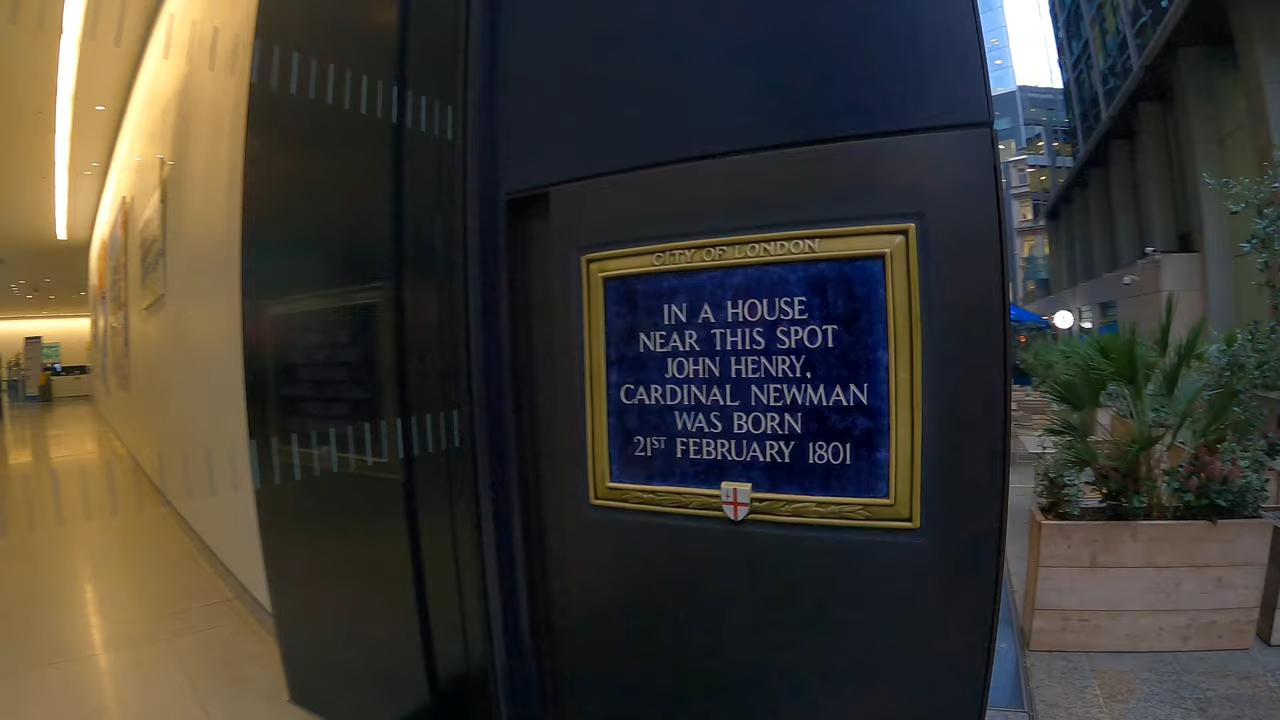 CITY OF LONDON
IN A HOUSE
NEAR THIS SPOT
JOHN HENRY,
CARDINAL NEWMAN
WAS BORN
21ST FEBRUARY 1801